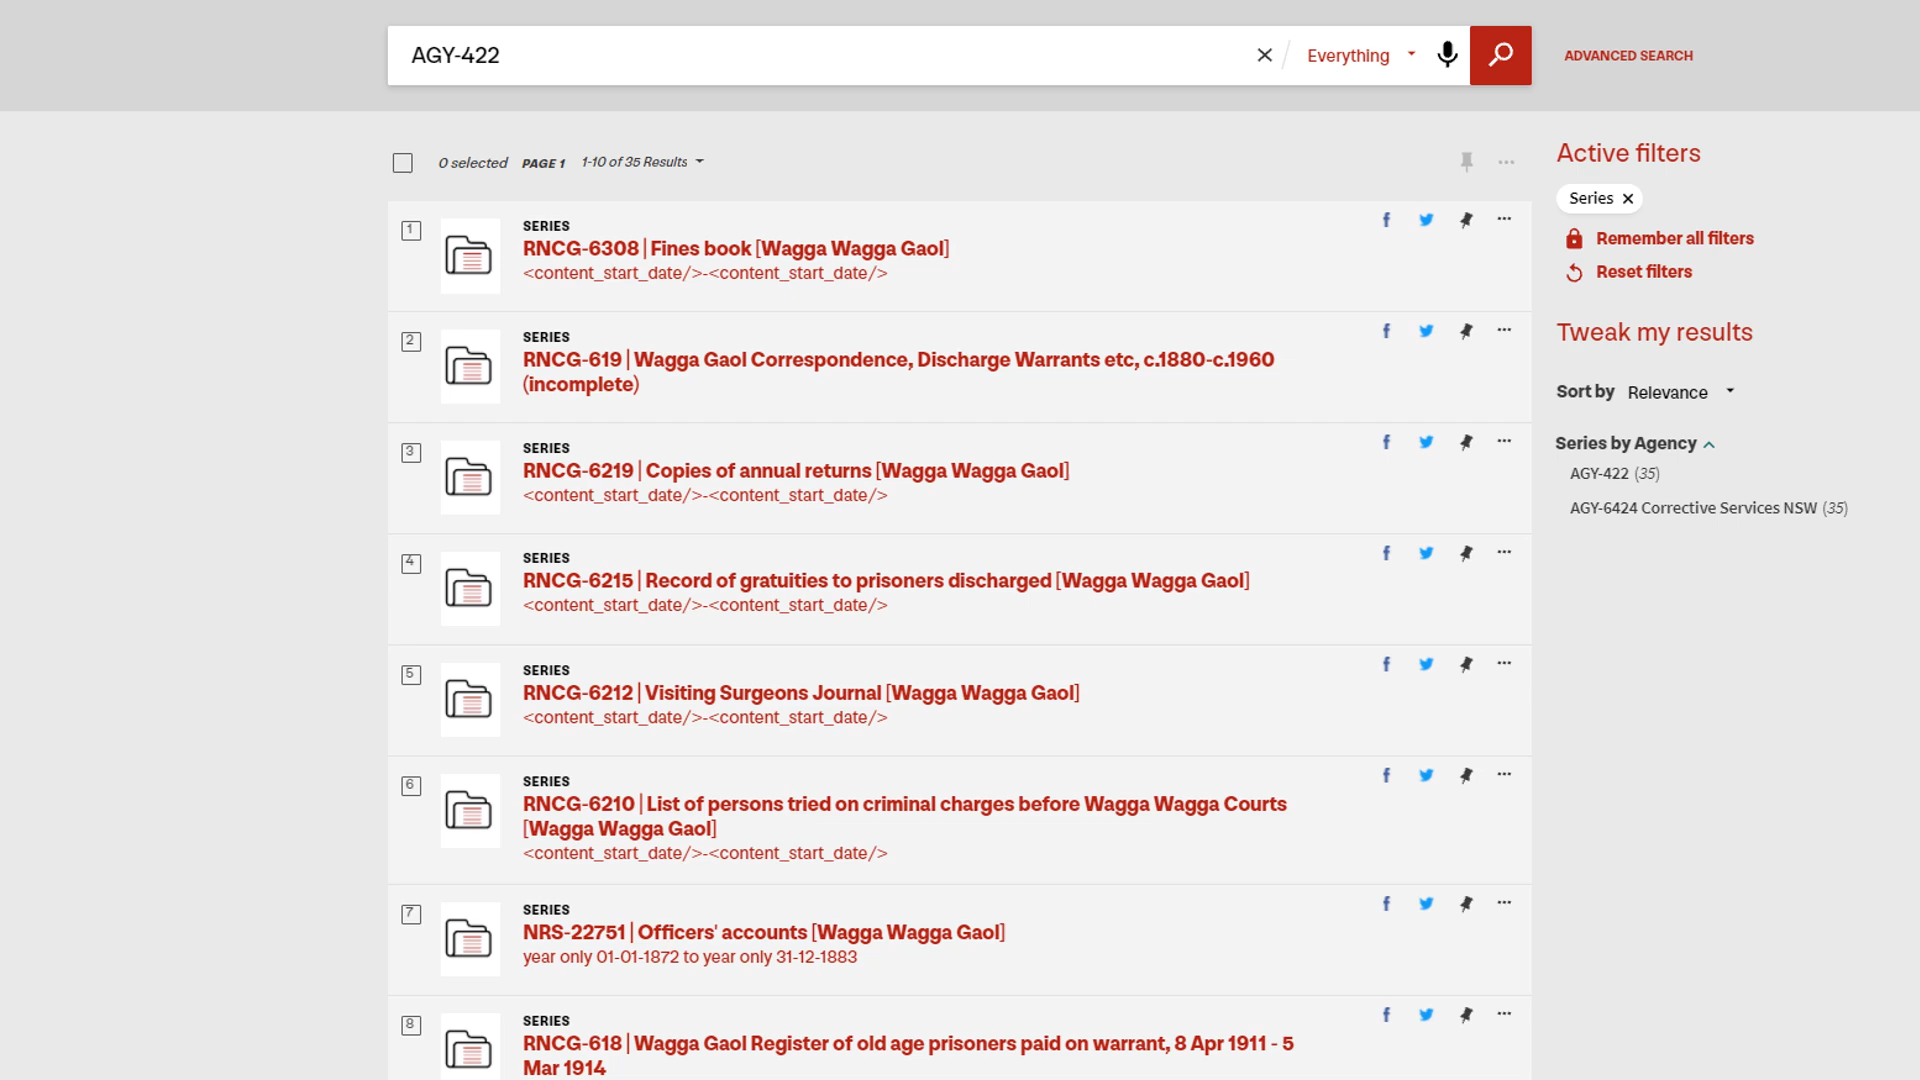 AGY-422
Everything
ADVANCED SEARCH
0 selected PAGE 1 1-10 of 35 Results
Active filters
Series
Remember all filters
Reset filters
Tweak my results
Sort by Relevance
Series by Agency
AGY-422 (35)
AGY-6424 Corrective Services NSW (35)
1
SERIES
RNCG-6308 | Fines book [Wagga Wagga Gaol]
<content_start_date/>-<content_start_date/>
2
SERIES
RNCG-619 | Wagga Gaol Correspondence, Discharge Warrants etc, c.1880-c.1960
(incomplete)
3
SERIES
RNCG-6219 | Copies of annual returns [Wagga Wagga Gaol]
<content_start_date/>-<content_start_date/>
4
SERIES
RNCG-6215 | Record of gratuities to prisoners discharged [Wagga Wagga Gaol]
<content_start_date/>-<content_start_date/>
5
SERIES
RNCG-6212 | Visiting Surgeons Journal [Wagga Wagga Gaol]
<content_start_date/>-<content_start_date/>
6
SERIES
RNCG-6210 | List of persons tried on criminal charges before Wagga Wagga Courts
[Wagga Wagga Gaol]
<content_start_date/>-<content_start_date/>
7
SERIES
NRS-22751 | Officers' accounts [Wagga Wagga Gaol]
year only 01-01-1872 to year only 31-12-1883
8
SERIES
RNCG-618 | Wagga Gaol Register of old age prisoners paid on warrant, 8 Apr 1911 - 5
Mar 1914